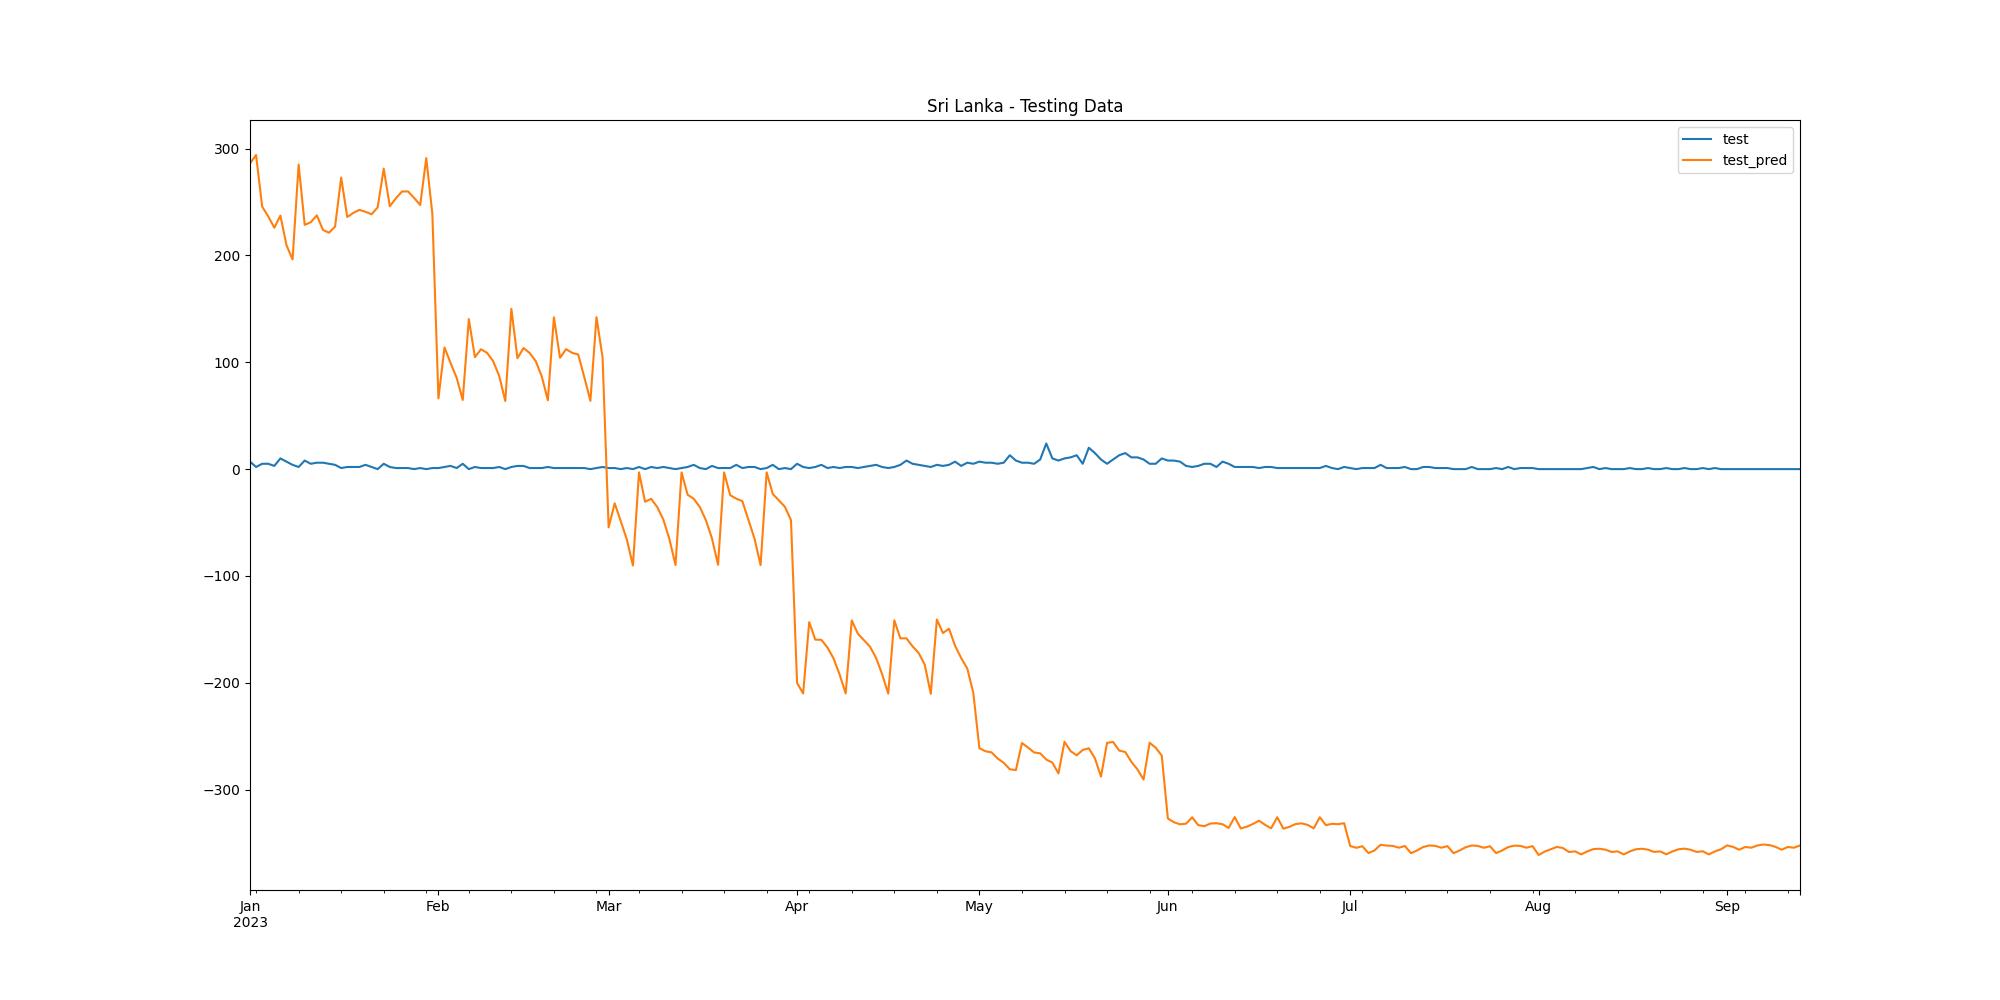 Sri Lanka - Testing Data
test
test_pred
300
200
100
0
−100
−200
−300
Jan Feb Mar Apr May Jun Jul Aug Sep
2023